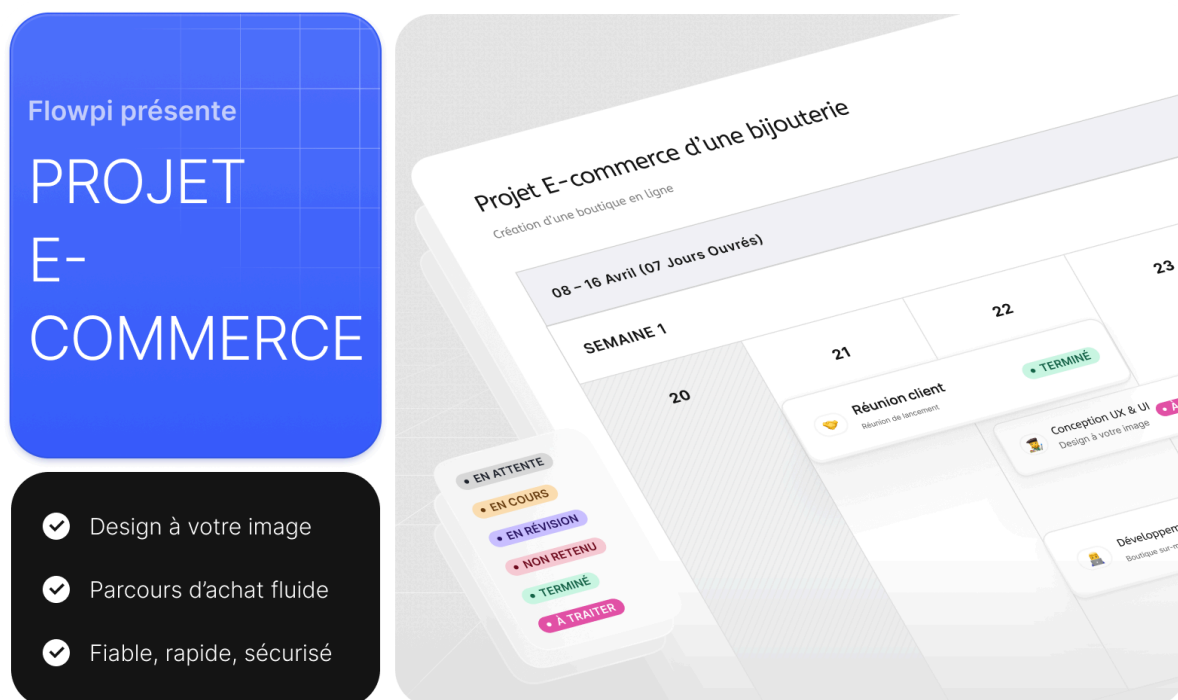 Flowpi présente
PROJET
E-
COMMERCE
Design à votre image
Parcours d’achat fluide
Fiable, rapide, sécurisé
Projet E-commerce d’une bijouterie
Création d’une boutique en ligne
08 – 16 Avril (07 Jours Ouvrés)
SEMAINE 1
20
21
22
23
Réunion client
Réunion de lancement
TERMINÉ
Conception UX & UI
Design à votre image
Boutique
EN ATTENTE
EN COURS
EN RÉVISION
NON RETENU
TERMINÉ
À TRAITER